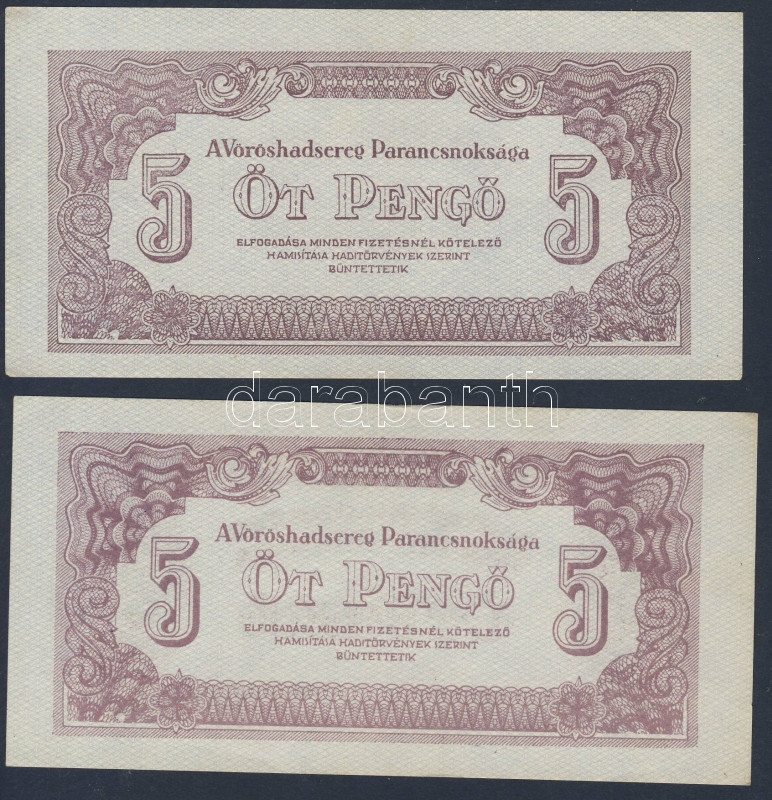 A Vöröshadsereg Parancsnoksága
5 ÖT PENGŐ 5
ELFOGADÁSA MINDEN FIZETÉSNÉL KÖTELEZŐ
HAMISÍTÁSA HADITÖRVÉNYEK SZERINT
BÜNTETTETIK
darabanth
A Vöröshadsereg Parancsnoksága
5 ÖT PENGŐ 5
ELFOGADÁSA MINDEN FIZETÉSNÉL KÖTELEZŐ
HAMISÍTÁSA HADITÖRVÉNYEK SZERINT
BÜNTETTETIK